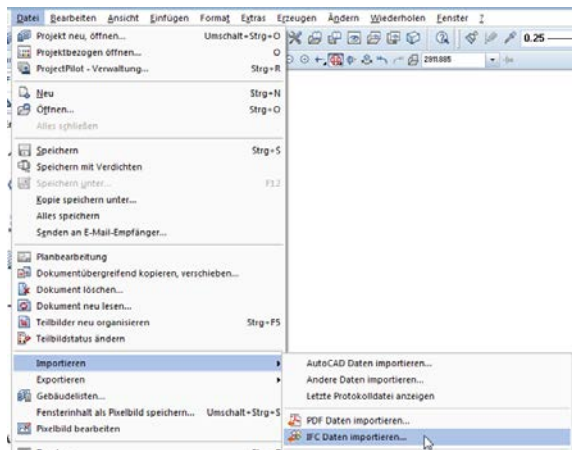 Datei Bearbeiten Ansicht Einfügen Format Extras Erzeugen Ändern Wiederholen Fenster ?
Projekt neu, öffnen... Umschalt+Strg+O
Projektbezogen öffnen... O
ProjectPilot - Verwaltung... Strg+R
0.25
2911.885
Neu Strg+N
Öffnen... Strg+O
Alles schließen
Speichern Strg+S
Speichern mit Verdichten
Speichern unter... F12
Kopie speichern unter...
Alles speichern
Senden an E-Mail-Empfänger...
Planbearbeitung
Dokumentübergreifend kopieren, verschieben...
Dokument löschen...
Dokument neu lesen...
Teilbilder neu organisieren Strg+F5
Teilbildstatus ändern
Importieren
Exportieren
Gebäudelisten...
Fensterinhalt als Pixelbild speichern... Umschalt+Strg+S
Pixelbild bearbeiten
AutoCAD Daten importieren...
Andere Daten importieren...
Letzte Protokolldatei anzeigen
PDF Daten importieren...
IFC Daten importieren...